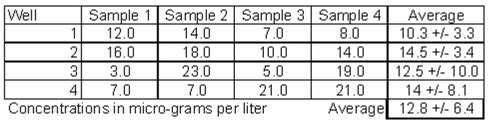 Well Sample 1 Sample 2 Sample 3 Sample 4 Average
1 12.0 14.0 7.0 8.0 10.3 +/- 3.3
2 16.0 18.0 10.0 14.0 14.5 +/- 3.4
3 3.0 23.0 5.0 19.0 12.5 +/- 10.0
4 7.0 7.0 21.0 21.0 14 +/- 8.1
Concentrations in micro-grams per liter Average 12.8 +/- 6.4